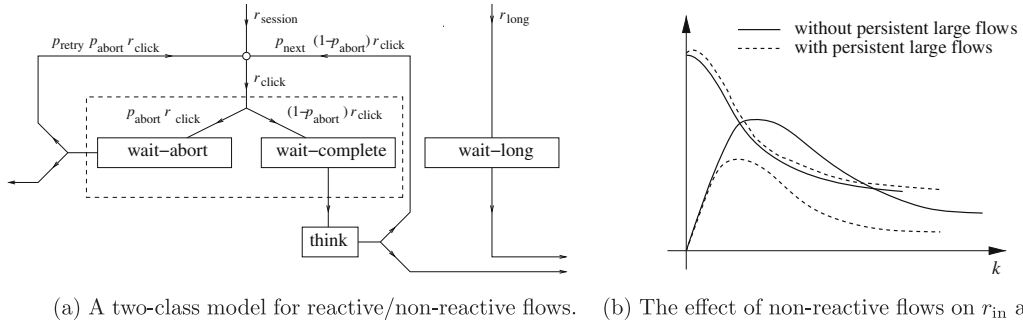 r_session
r_long
p_retry p_abort r_click
p_next (1−p_abort) r_click
r_click
p_abort r_click
(1−p_abort) r_click
wait−abort
wait−complete
wait−long
think
without persistent large flows
with persistent large flows
k
(a) A two-class model for reactive/non-reactive flows.
(b) The effect of non-reactive flows on r_in a